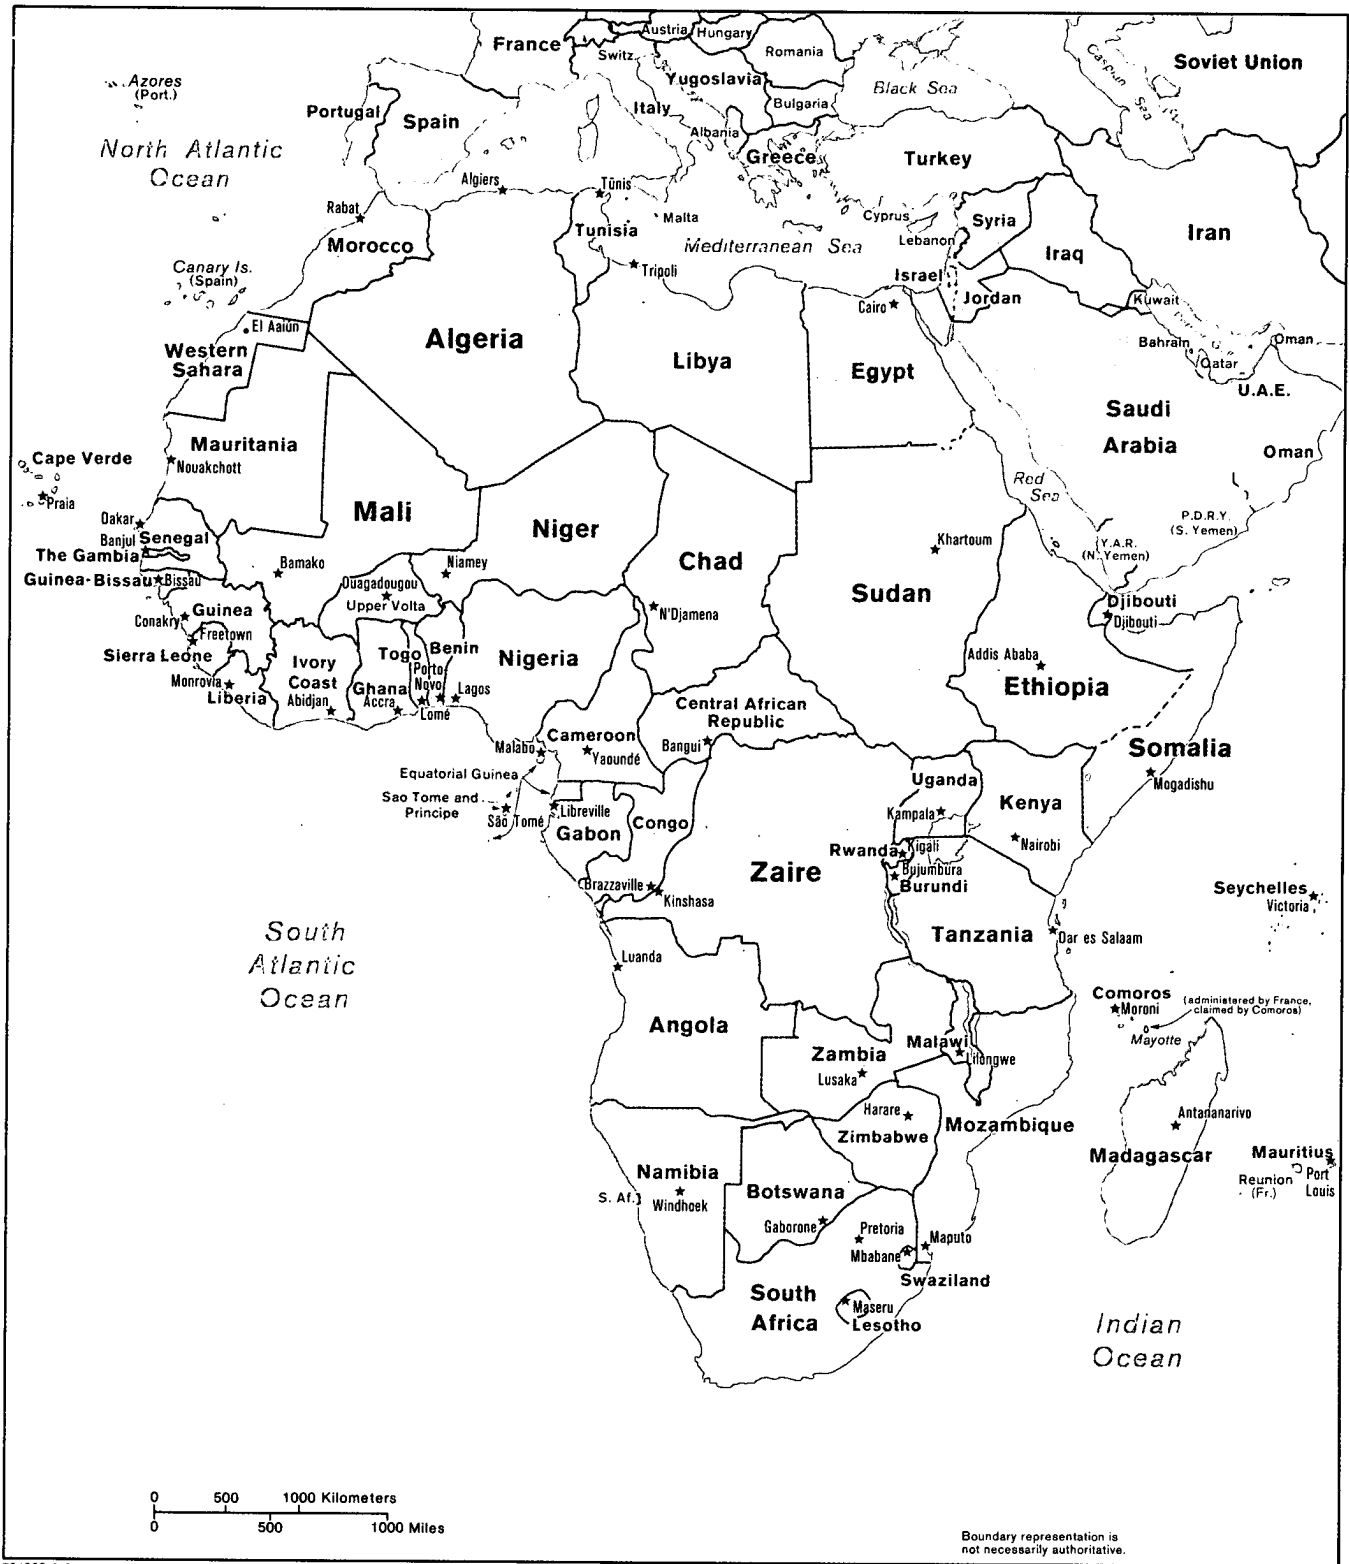 France
Austria
Hungary
Switz.
Romania
Soviet Union
Azores
(Port.)
Yugoslavia
Caspian Sea
Black Sea
Portugal
Spain
Italy
Bulgaria
Albania
North Atlantic
Ocean
Greece
Turkey
Algiers
Tunis
Rabat
Malta
Cyprus
Syria
Tunisia
Iran
Morocco
Mediterranean Sea
Lebanon
Iraq
Canary Is.
(Spain)
Tripoli
Israel
Jordan
Kuwait
Cairo
El Aaiún
Algeria
Bahrain
Oman
Western
Sahara
Libya
Egypt
Qatar
U.A.E.
Saudi
Arabia
Mauritania
Oman
Cape Verde
Nouakchott
Red
Sea
Praia
Mali
Niger
P.D.R.Y.
(S. Yemen)
Dakar
Senegal
Banjul
The Gambia
Khartoum
Y.A.R.
(N. Yemen)
Chad
Bamako
Niamey
Guinea-Bissau
Bissau
Ouagadougou
Upper Volta
Sudan
Djibouti
Djibouti
Guinea
N'Djamena
Conakry
Freetown
Sierra Leone
Ivory
Coast
Togo
Benin
Nigeria
Addis Ababa
Porto
Novo
Monrovia
Liberia
Abidjan
Ghana
Accra
Lagos
Lomé
Ethiopia
Central African
Republic
Cameroon
Malabo
Yaoundé
Bangui
Somalia
Equatorial Guinea
Uganda
Mogadishu
Sao Tome and
Principe
São Tomé
Libreville
Gabon
Congo
Kampala
Kenya
Nairobi
Rwanda
Kigali
Bujumbura
Burundi
Zaire
Brazzaville
Kinshasa
Seychelles
Victoria
South
Atlantic
Ocean
Tanzania
Dar es Salaam
Luanda
Comoros
Moroni
(administered by France,
claimed by Comoros)
Mayotte
Angola
Zambia
Lusaka
Malawi
Lilongwe
Harare
Zimbabwe
Mozambique
Antananarivo
Madagascar
Mauritius
Port
Louis
Reunion
(Fr.)
Namibia
S. Af.
Windhoek
Botswana
Gaborone
Pretoria
Maputo
Mbabane
Swaziland
South
Africa
Maseru
Lesotho
Indian
Ocean
0 500 1000 Kilometers
0 500 1000 Miles
Boundary representation is
not necessarily authoritative.